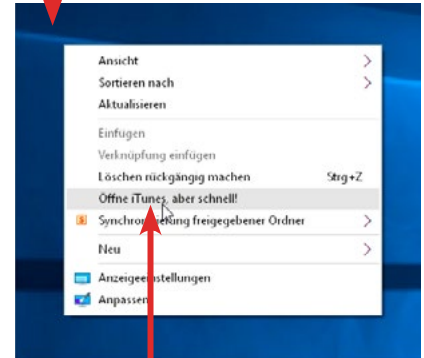 Ansicht
Sortieren nach
Aktualisieren
Einfügen
Verknüpfung einfügen
Löschen rückgängig machen Strg+Z
Öffne iTunes, aber schnell!
Synchronisierung freigegebener Ordner
Neu
Anzeigeeinstellungen
Anpassen